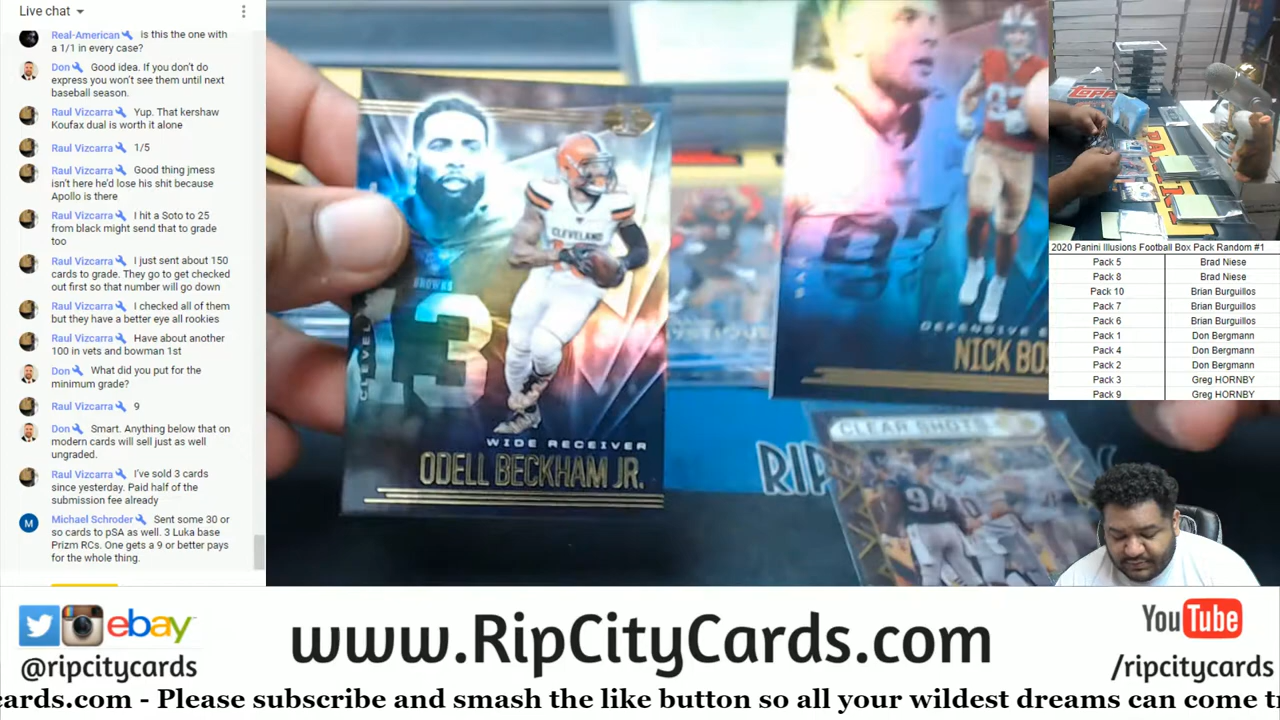 Live chat
Real-American is this the one with
a 1/1 in every case?
Don Good idea. If you don't do
express you won't see them until next
baseball season.
Raul Vizcarra Yup. That kershaw
Koufax dual is worth it alone
Raul Vizcarra 1/5
Raul Vizcarra Good thing jmess
isn't here he'd lose his shit because
Apollo is there
Raul Vizcarra I hit a Soto to 25
from black might send that to grade
too
Raul Vizcarra I just sent about 150
cards to grade. They go to get checked
out first so that number will go down
Raul Vizcarra I checked all of them
but they have a better eye all rookies
Raul Vizcarra Have about another
100 in vets and bowman 1st
Don What did you put for the
minimum grade?
Raul Vizcarra 9
Don Smart. Anything below that on
modern cards will sell just as well
ungraded.
Raul Vizcarra I've sold 3 cards
since yesterday. Paid half of the
submission fee already
M
Michael Schroder Sent some 30 or
so cards to pSA as well. 3 Luka base
Prizm RCs. One gets a 9 or better pays
for the whole thing.
CLEVELAND
BROWNS
13
CLEVEL
WIDE RECEIVER
ODELL BECKHAM JR.
97
DEFENSIVE E
NICK BOS
RIP
CLEAR SHOTS
94
TOPPS
PANINI
2020 Panini Illusions Football Box Pack Random #1
Pack 5 Brad Niese
Pack 8 Brad Niese
Pack 10 Brian Burguillos
Pack 7 Brian Burguillos
Pack 6 Brian Burguillos
Pack 1 Don Bergmann
Pack 4 Don Bergmann
Pack 2 Don Bergmann
Pack 3 Greg HORNBY
Pack 9 Greg HORNBY
ebay
@ripcitycards
www.RipCityCards.com
YouTube
/ripcitycards
cards.com - Please subscribe and smash the like button so all your wildest dreams can come t